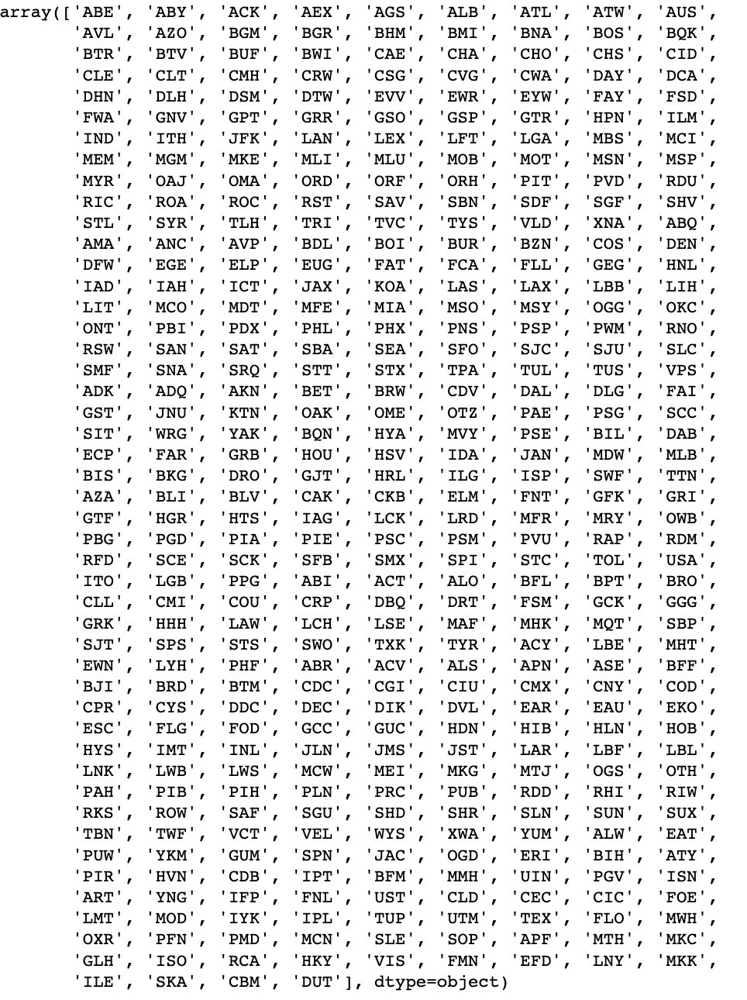 array(['ABE', 'ABY', 'ACK', 'AEX', 'AGS', 'ALB', 'ATL', 'ATW', 'AUS',
'AVL', 'AZO', 'BGM', 'BGR', 'BHM', 'BMI', 'BNA', 'BOS', 'BQK',
'BTR', 'BTV', 'BUF', 'BWI', 'CAE', 'CHA', 'CHO', 'CHS', 'CID',
'CLE', 'CLT', 'CMH', 'CRW', 'CSG', 'CVG', 'CWA', 'DAY', 'DCA',
'DHN', 'DLH', 'DSM', 'DTW', 'EVV', 'EWR', 'EYW', 'FAY', 'FSD',
'FWA', 'GNV', 'GPT', 'GRR', 'GSO', 'GSP', 'GTR', 'HPN', 'ILM',
'IND', 'ITH', 'JFK', 'LAN', 'LEX', 'LFT', 'LGA', 'MBS', 'MCI',
'MEM', 'MGM', 'MKE', 'MLI', 'MLU', 'MOB', 'MOT', 'MSN', 'MSP',
'MYR', 'OAJ', 'OMA', 'ORD', 'ORF', 'ORH', 'PIT', 'PVD', 'RDU',
'RIC', 'ROA', 'ROC', 'RST', 'SAV', 'SBN', 'SDF', 'SGF', 'SHV',
'STL', 'SYR', 'TLH', 'TRI', 'TVC', 'TYS', 'VLD', 'XNA', 'ABQ',
'AMA', 'ANC', 'AVP', 'BDL', 'BOI', 'BUR', 'BZN', 'COS', 'DEN',
'DFW', 'EGE', 'ELP', 'EUG', 'FAT', 'FCA', 'FLL', 'GEG', 'HNL',
'IAD', 'IAH', 'ICT', 'JAX', 'KOA', 'LAS', 'LAX', 'LBB', 'LIH',
'LIT', 'MCO', 'MDT', 'MFE', 'MIA', 'MSO', 'MSY', 'OGG', 'OKC',
'ONT', 'PBI', 'PDX', 'PHL', 'PHX', 'PNS', 'PSP', 'PWM', 'RNO',
'RSW', 'SAN', 'SAT', 'SBA', 'SEA', 'SFO', 'SJC', 'SJU', 'SLC',
'SMF', 'SNA', 'SRQ', 'STT', 'STX', 'TPA', 'TUL', 'TUS', 'VPS',
'ADK', 'ADQ', 'AKN', 'BET', 'BRW', 'CDV', 'DAL', 'DLG', 'FAI',
'GST', 'JNU', 'KTN', 'OAK', 'OME', 'OTZ', 'PAE', 'PSG', 'SCC',
'SIT', 'WRG', 'YAK', 'BQN', 'HYA', 'MVY', 'PSE', 'BIL', 'DAB',
'ECP', 'FAR', 'GRB', 'HOU', 'HSV', 'IDA', 'JAN', 'MDW', 'MLB',
'BIS', 'BKG', 'DRO', 'GJT', 'HRL', 'ILG', 'ISP', 'SWF', 'TTN',
'AZA', 'BLI', 'BLV', 'CAK', 'CKB', 'ELM', 'FNT', 'GFK', 'GRI',
'GTF', 'HGR', 'HTS', 'IAG', 'LCK', 'LRD', 'MFR', 'MRY', 'OWB',
'PBG', 'PGD', 'PIA', 'PIE', 'PSC', 'PSM', 'PVU', 'RAP', 'RDM',
'RFD', 'SCE', 'SCK', 'SFB', 'SMX', 'SPI', 'STC', 'TOL', 'USA',
'ITO', 'LGB', 'PPG', 'ABI', 'ACT', 'ALO', 'BFL', 'BPT', 'BRO',
'CLL', 'CMI', 'COU', 'CRP', 'DBQ', 'DRT', 'FSM', 'GCK', 'GGG',
'GRK', 'HHH', 'LAW', 'LCH', 'LSE', 'MAF', 'MHK', 'MQT', 'SBP',
'SJT', 'SPS', 'STS', 'SWO', 'TXK', 'TYR', 'ACY', 'LBE', 'MHT',
'EWN', 'LYH', 'PHF', 'ABR', 'ACV', 'ALS', 'APN', 'ASE', 'BFF',
'BJI', 'BRD', 'BTM', 'CDC', 'CGI', 'CIU', 'CMX', 'CNY', 'COD',
'CPR', 'CYS', 'DDC', 'DEC', 'DIK', 'DVL', 'EAR', 'EAU', 'EKO',
'ESC', 'FLG', 'FOD', 'GCC', 'GUC', 'HDN', 'HIB', 'HLN', 'HOB',
'HYS', 'IMT', 'INL', 'JLN', 'JMS', 'JST', 'LAR', 'LBF', 'LBL',
'LNK', 'LWB', 'LWS', 'MCW', 'MEI', 'MKG', 'MTJ', 'OGS', 'OTH',
'PAH', 'PIB', 'PIH', 'PLN', 'PRC', 'PUB', 'RDD', 'RHI', 'RIW',
'RKS', 'ROW', 'SAF', 'SGU', 'SHD', 'SHR', 'SLN', 'SUN', 'SUX',
'TBN', 'TWF', 'VCT', 'VEL', 'WYS', 'XWA', 'YUM', 'ALW', 'EAT',
'PUW', 'YKM', 'GUM', 'SPN', 'JAC', 'OGD', 'ERI', 'BIH', 'ATY',
'PIR', 'HVN', 'CDB', 'IPT', 'BFM', 'MMH', 'UIN', 'PGV', 'ISN',
'ART', 'YNG', 'IFP', 'FNL', 'UST', 'CLD', 'CEC', 'CIC', 'FOE',
'LMT', 'MOD', 'IYK', 'IPL', 'TUP', 'UTM', 'TEX', 'FLO', 'MWH',
'OXR', 'PFN', 'PMD', 'MCN', 'SLE', 'SOP', 'APF', 'MTH', 'MKC',
'GLH', 'ISO', 'RCA', 'HKY', 'VIS', 'FMN', 'EFD', 'LNY', 'MKK',
'ILE', 'SKA', 'CBM', 'DUT'], dtype=object)